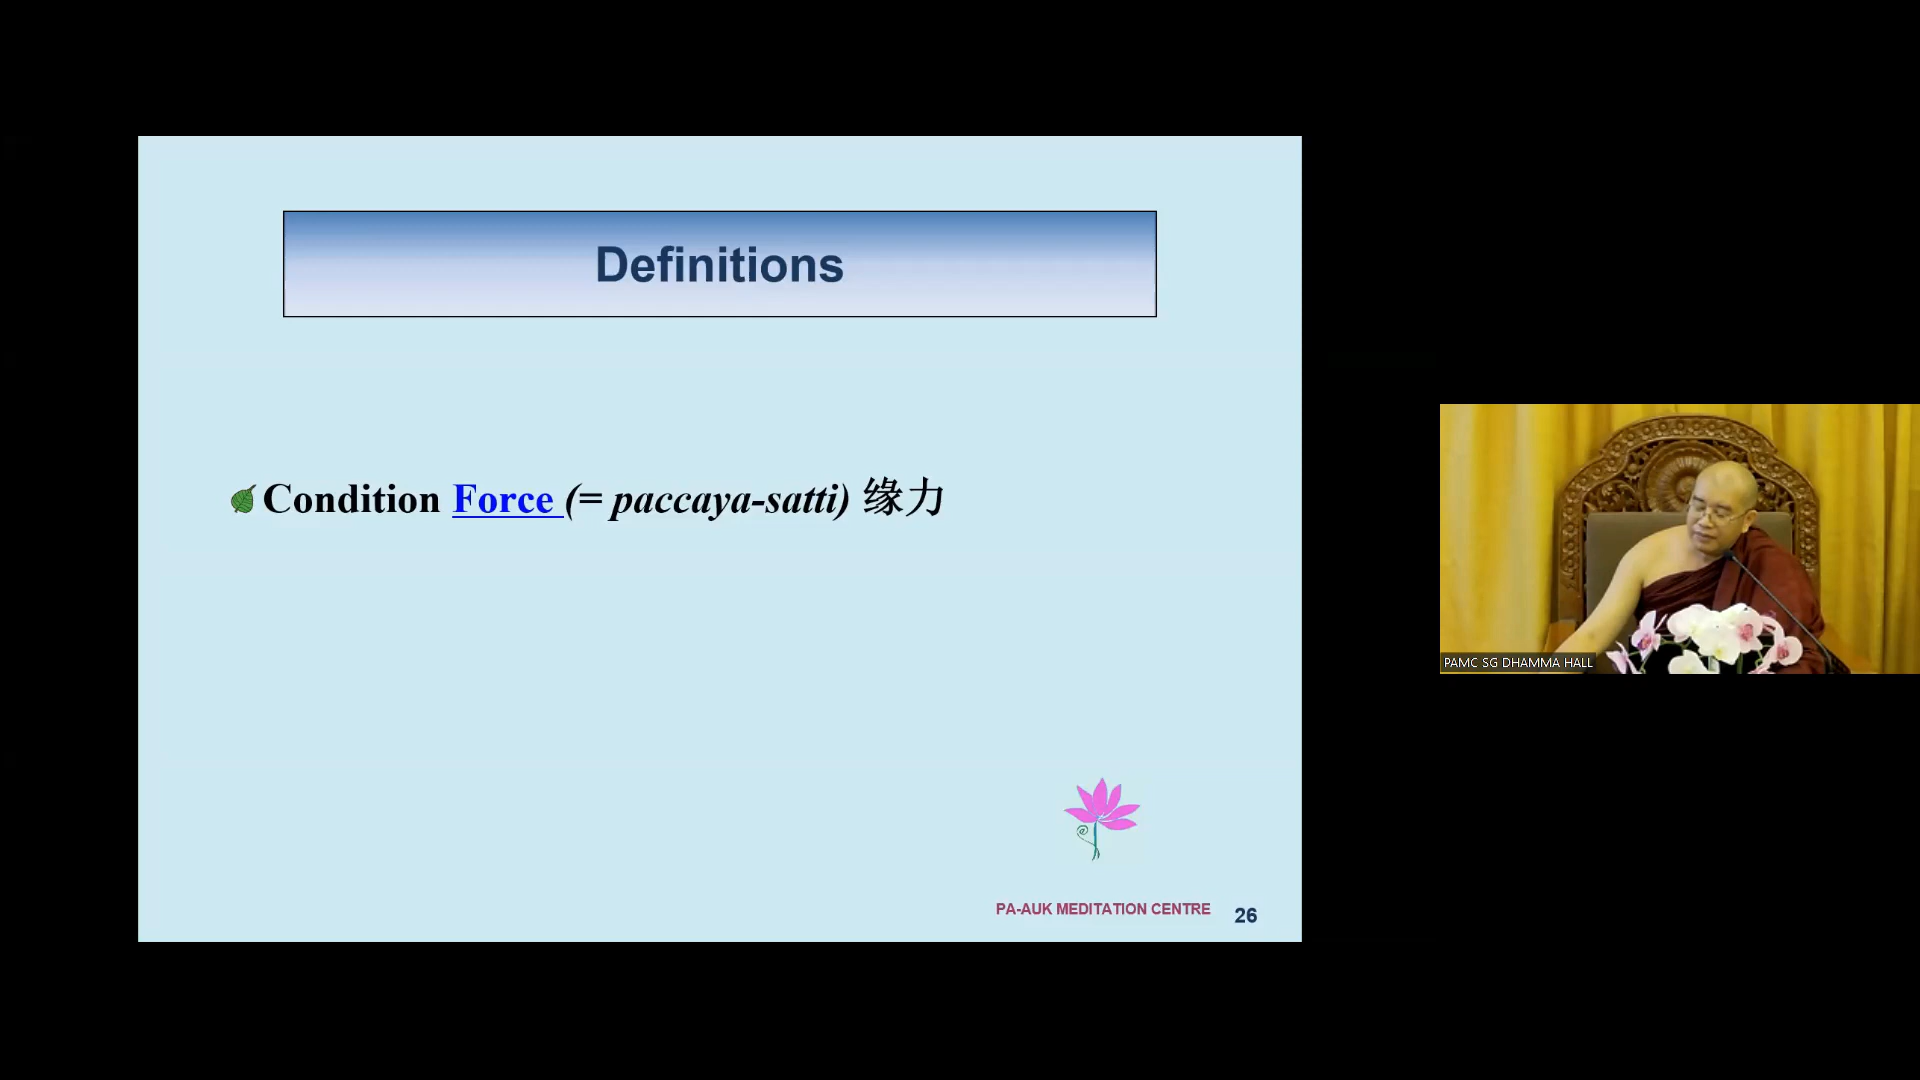 Definitions
Condition Force (= paccaya-satti) 缘力
PA-AUK MEDITATION CENTRE 26
PAMC SG DHAMMA HALL